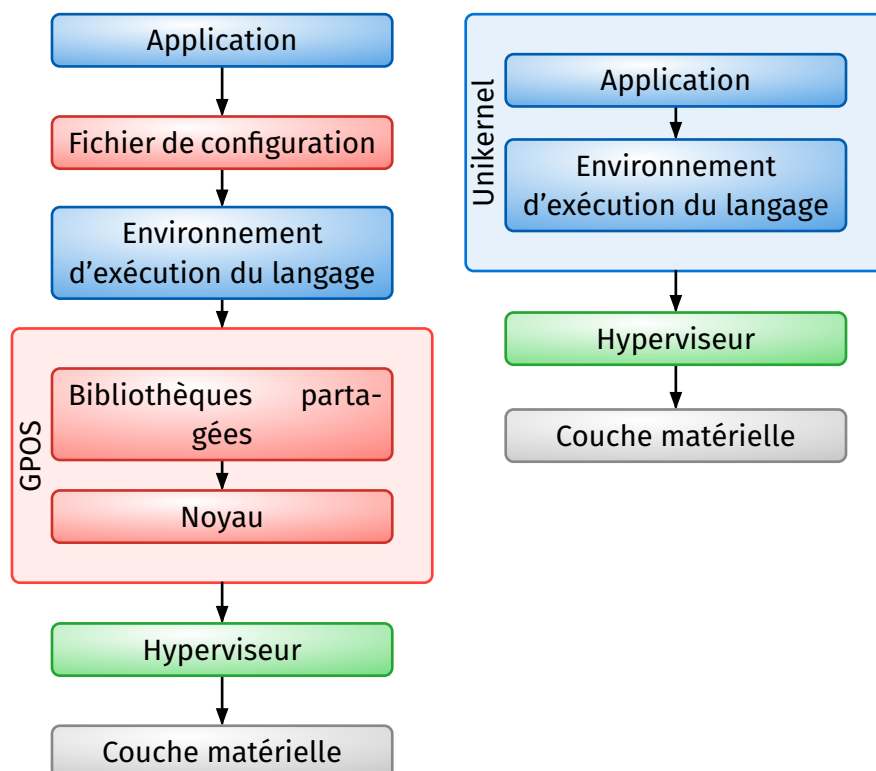 Application
Fichier de configuration
Environnement
d’exécution du langage
GPOS
Bibliothèques parta-
gées
Noyau
Hyperviseur
Couche matérielle
Unikernel
Application
Environnement
d’exécution du langage
Hyperviseur
Couche matérielle